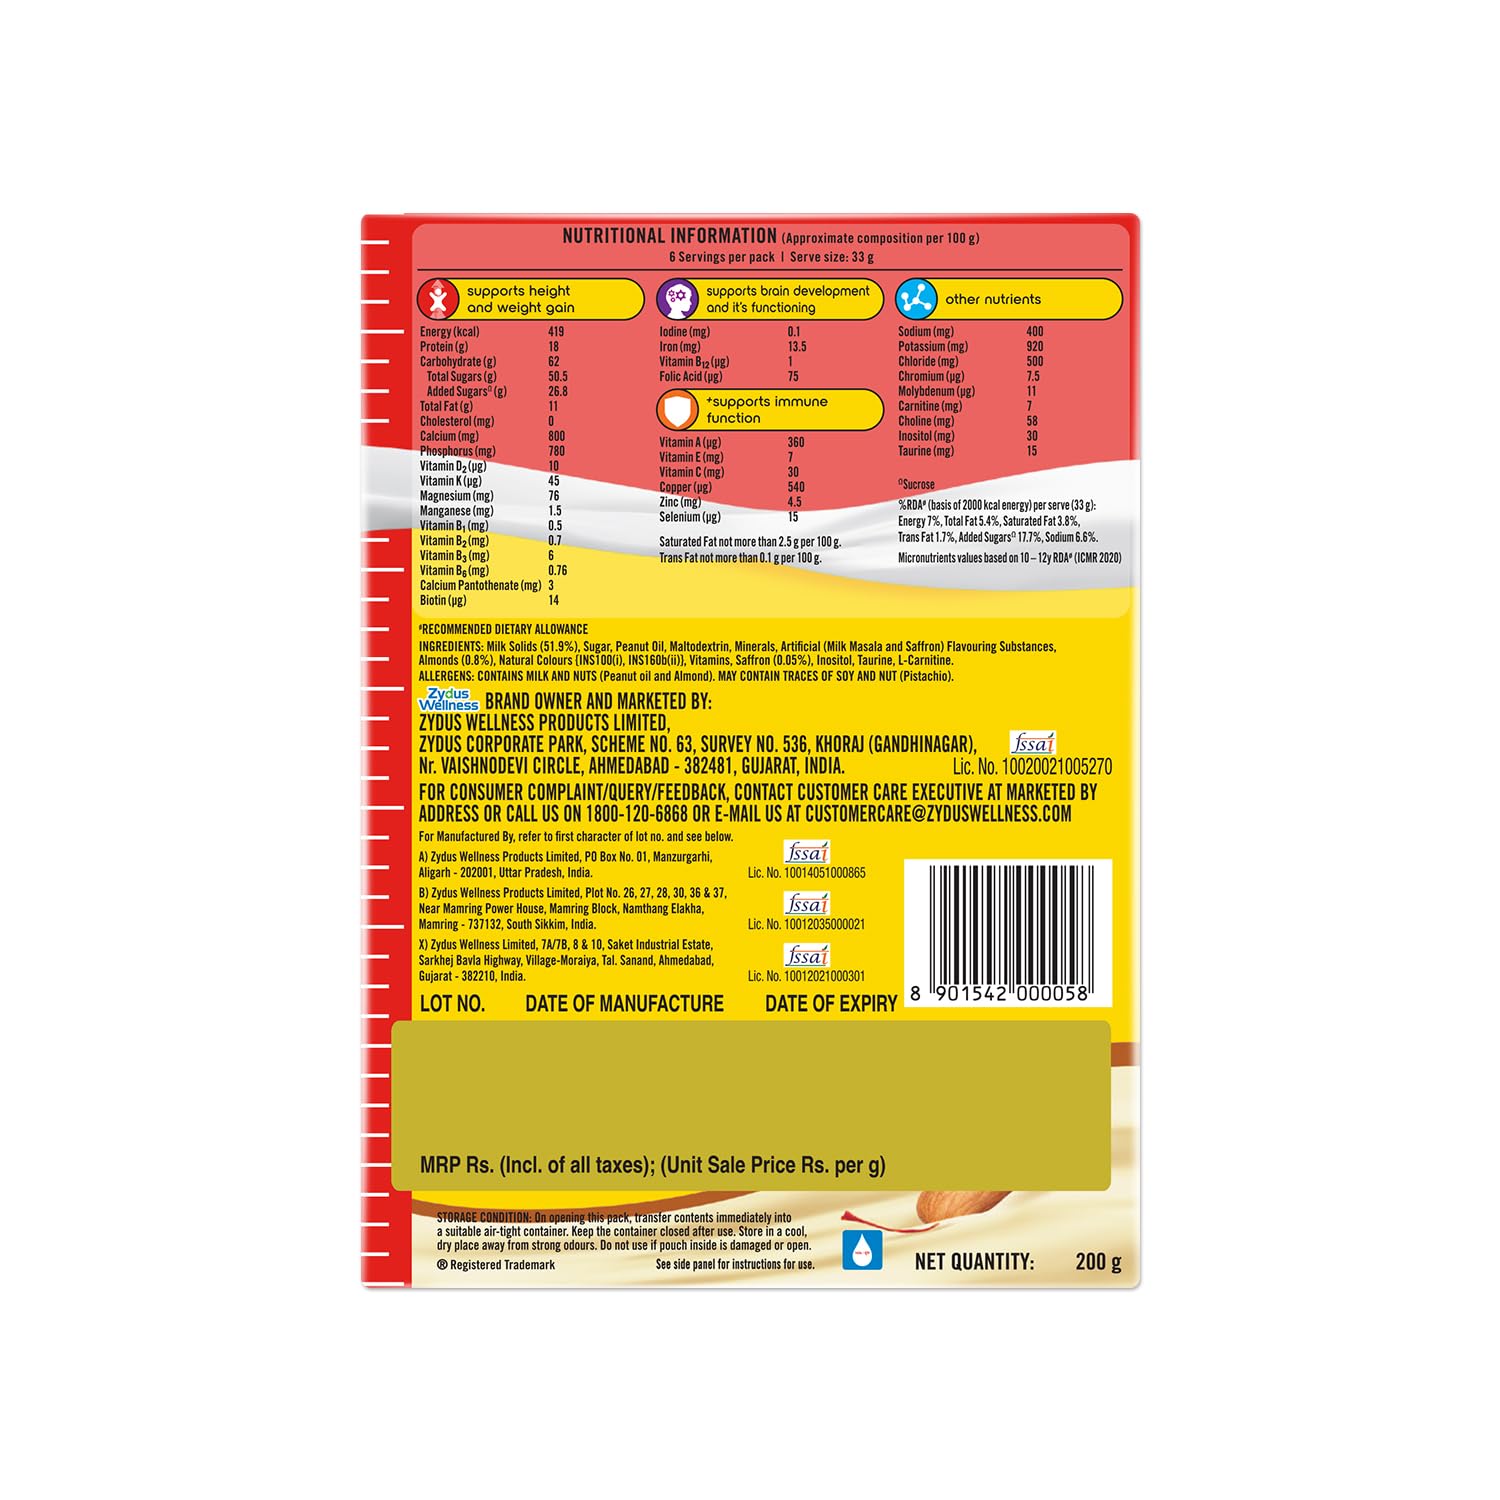 NUTRITIONAL INFORMATION (Approximate composition per 100 g)
6 Servings per pack | Serve size: 33 g
supports height
and weight gain
Energy (kcal) 419
Protein (g) 18
Carbohydrate (g) 62
Total Sugars (g) 50.5
Added SugarsΩ (g) 26.8
Total Fat (g) 11
Cholesterol (mg) 0
Calcium (mg) 800
Phosphorus (mg) 780
Vitamin D2 (µg) 10
Vitamin K (µg) 45
Magnesium (mg) 76
Manganese (mg) 1.5
Vitamin B1 (mg) 0.5
Vitamin B2 (mg) 0.7
Vitamin B3 (mg) 6
Vitamin B6 (mg) 0.76
Calcium Pantothenate (mg) 3
Biotin (µg) 14
supports brain development
and it's functioning
Iodine (mg) 0.1
Iron (mg) 13.5
Vitamin B12 (µg) 1
Folic Acid (µg) 75
+supports immune
function
Vitamin A (µg) 360
Vitamin E (mg) 7
Vitamin C (mg) 30
Copper (µg) 540
Zinc (mg) 4.5
Selenium (µg) 15
Saturated Fat not more than 2.5 g per 100 g.
Trans Fat not more than 0.1 g per 100 g.
other nutrients
Sodium (mg) 400
Potassium (mg) 920
Chloride (mg) 500
Chromium (µg) 7.5
Molybdenum (µg) 11
Carnitine (mg) 7
Choline (mg) 58
Inositol (mg) 30
Taurine (mg) 15
ΩSucrose
%RDA# (basis of 2000 kcal energy) per serve (33 g):
Energy 7%, Total Fat 5.4%, Saturated Fat 3.8%,
Trans Fat 1.7%, Added SugarsΩ 17.7%, Sodium 6.6%.
Micronutrients values based on 10 – 12y RDA# (ICMR 2020)
#RECOMMENDED DIETARY ALLOWANCE
INGREDIENTS: Milk Solids (51.9%), Sugar, Peanut Oil, Maltodextrin, Minerals, Artificial (Milk Masala and Saffron) Flavouring Substances,
Almonds (0.8%), Natural Colours {INS100(i), INS160b(ii)}, Vitamins, Saffron (0.05%), Inositol, Taurine, L-Carnitine.
ALLERGENS: CONTAINS MILK AND NUTS (Peanut oil and Almond). MAY CONTAIN TRACES OF SOY AND NUT (Pistachio).
Zydus
Wellness BRAND OWNER AND MARKETED BY:
ZYDUS WELLNESS PRODUCTS LIMITED,
ZYDUS CORPORATE PARK, SCHEME NO. 63, SURVEY NO. 536, KHORAJ (GANDHINAGAR),
Nr. VAISHNODEVI CIRCLE, AHMEDABAD - 382481, GUJARAT, INDIA.
fssai
Lic. No. 10020021005270
FOR CONSUMER COMPLAINT/QUERY/FEEDBACK, CONTACT CUSTOMER CARE EXECUTIVE AT MARKETED BY
ADDRESS OR CALL US ON 1800-120-6868 OR E-MAIL US AT CUSTOMERCARE@ZYDUSWELLNESS.COM
For Manufactured By, refer to first character of lot no. and see below.
A) Zydus Wellness Products Limited, PO Box No. 01, Manzurgarhi,
Aligarh - 202001, Uttar Pradesh, India.
fssai
Lic. No. 10014051000865
B) Zydus Wellness Products Limited, Plot No. 26, 27, 28, 30, 36 & 37,
Near Mamring Power House, Mamring Block, Namthang Elakha,
Mamring - 737132, South Sikkim, India.
fssai
Lic. No. 10012035000021
X) Zydus Wellness Limited, 7A/7B, 8 & 10, Saket Industrial Estate,
Sarkhej Bavla Highway, Village-Moraiya, Tal. Sanand, Ahmedabad,
Gujarat - 382210, India.
fssai
Lic. No. 10012021000301
8 901542 000058
LOT NO. DATE OF MANUFACTURE DATE OF EXPIRY
MRP Rs. (Incl. of all taxes); (Unit Sale Price Rs. per g)
STORAGE CONDITION: On opening this pack, transfer contents immediately into
a suitable air-tight container. Keep the container closed after use. Store in a cool,
dry place away from strong odours. Do not use if pouch inside is damaged or open.
® Registered Trademark See side panel for instructions for use.
NET QUANTITY: 200 g